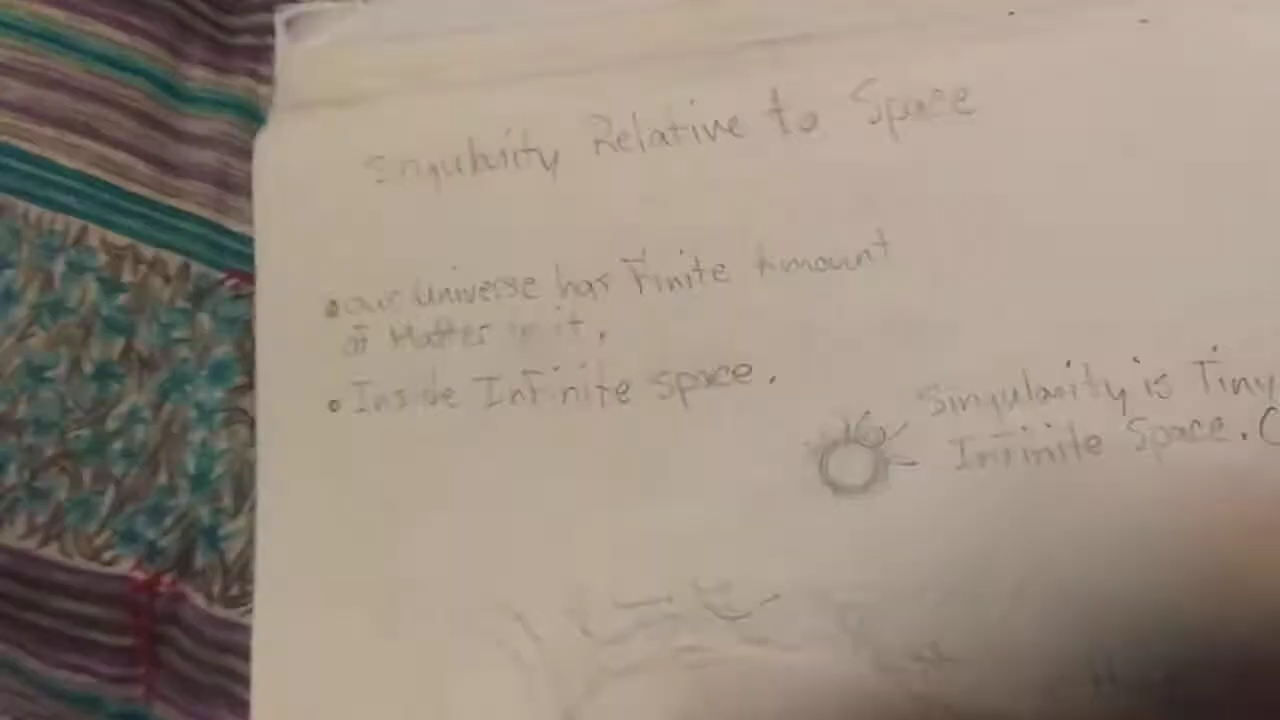 Singularity Relative to Space
• our Universe has Finite Amount
of Matter in it.
• Inside Infinite space.
Singularity is Tiny
Infinite Space. (